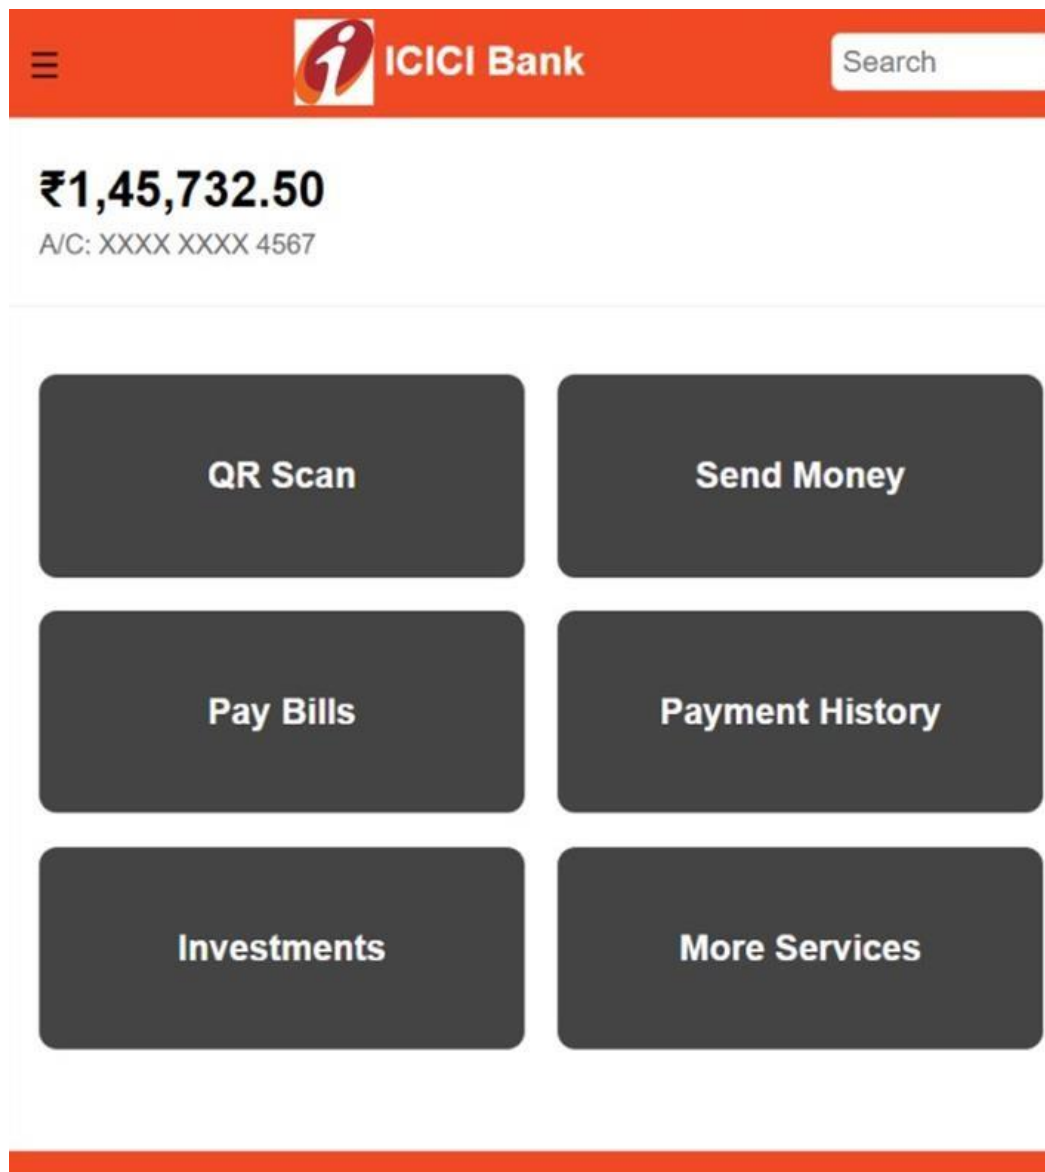 ☰ ICICI Bank Search
₹1,45,732.50
A/C: XXXX XXXX 4567
QR Scan Send Money
Pay Bills Payment History
Investments More Services